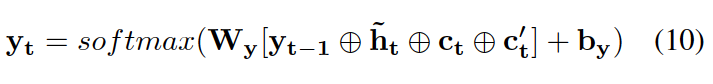 y_t = softmax(W_y[y_{t−1} ⊕ h̃_t ⊕ c_t ⊕ c′_t] + b_y) (10)